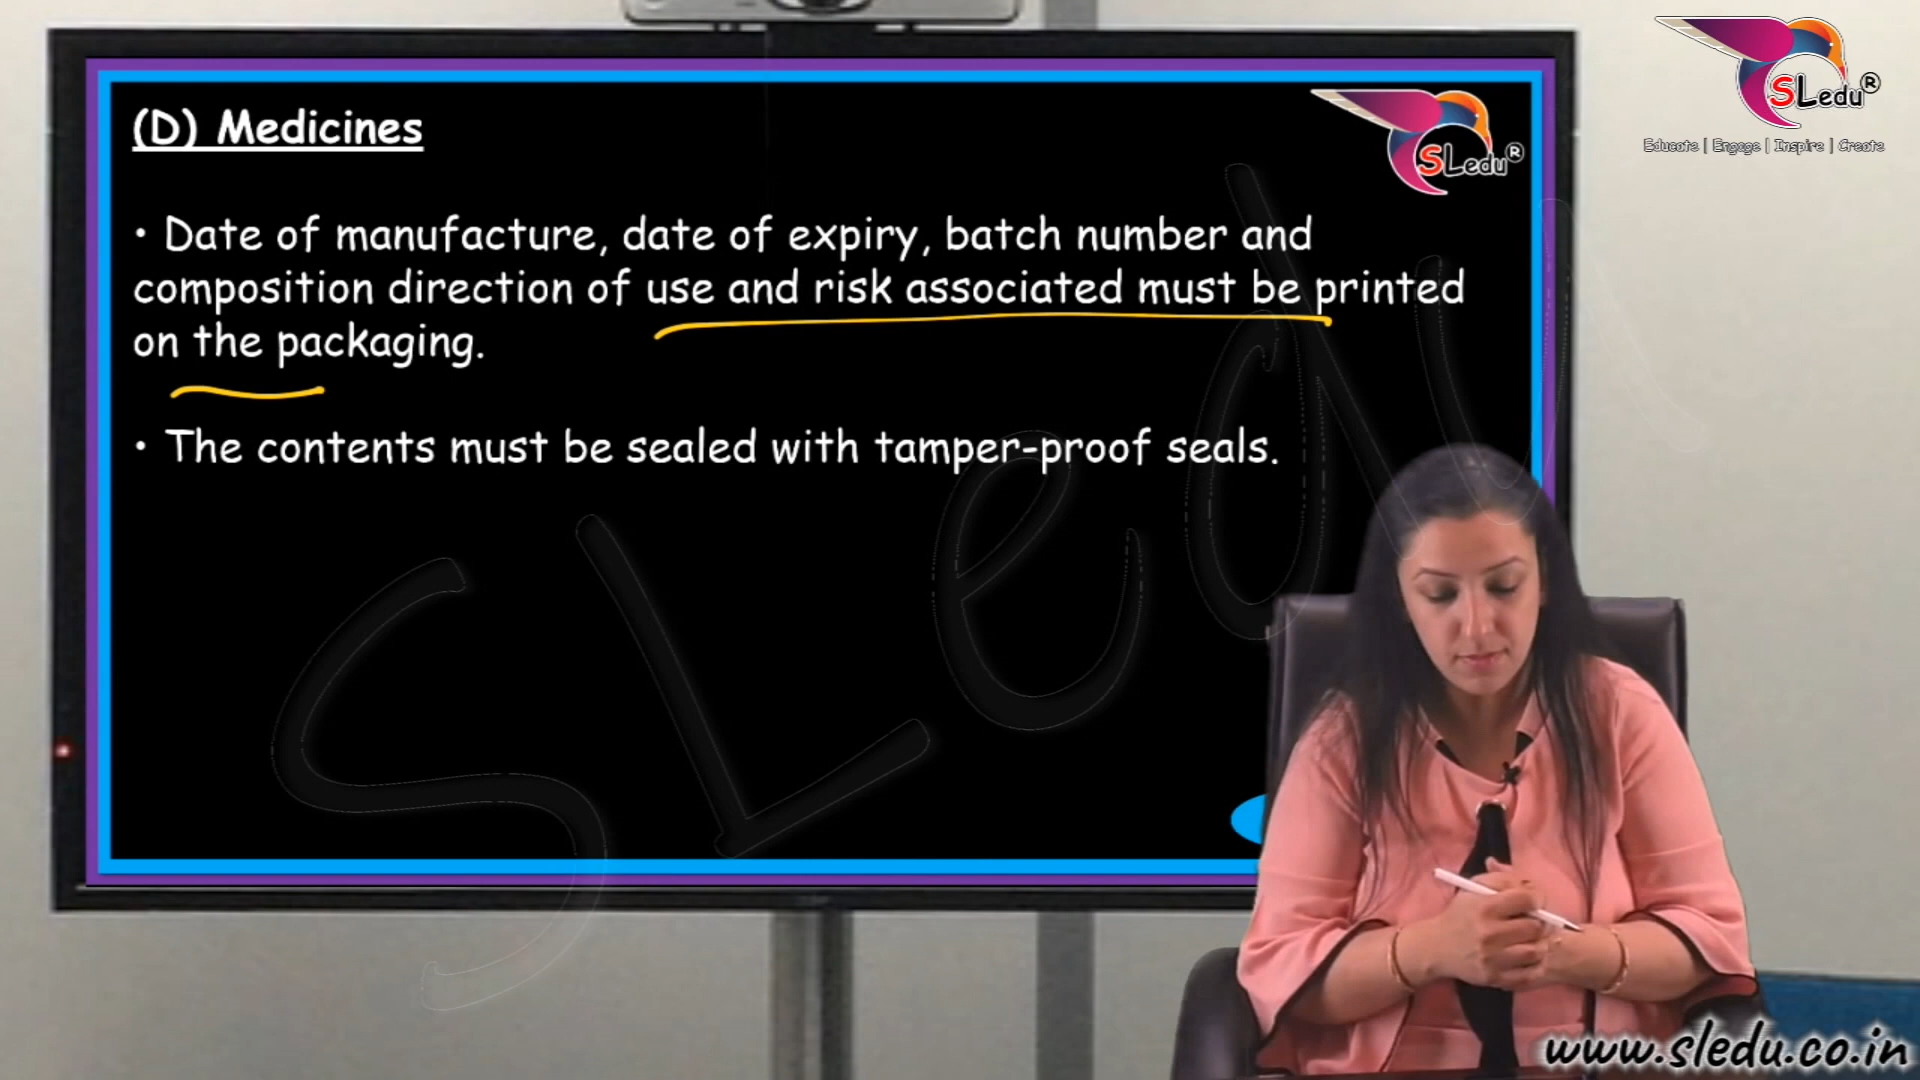 (D) Medicines
SLedu®
SLedu®
Educate | Engage | Inspire | Create
• Date of manufacture, date of expiry, batch number and
composition direction of use and risk associated must be printed
on the packaging.
• The contents must be sealed with tamper-proof seals.
SLedu
www.sledu.co.in